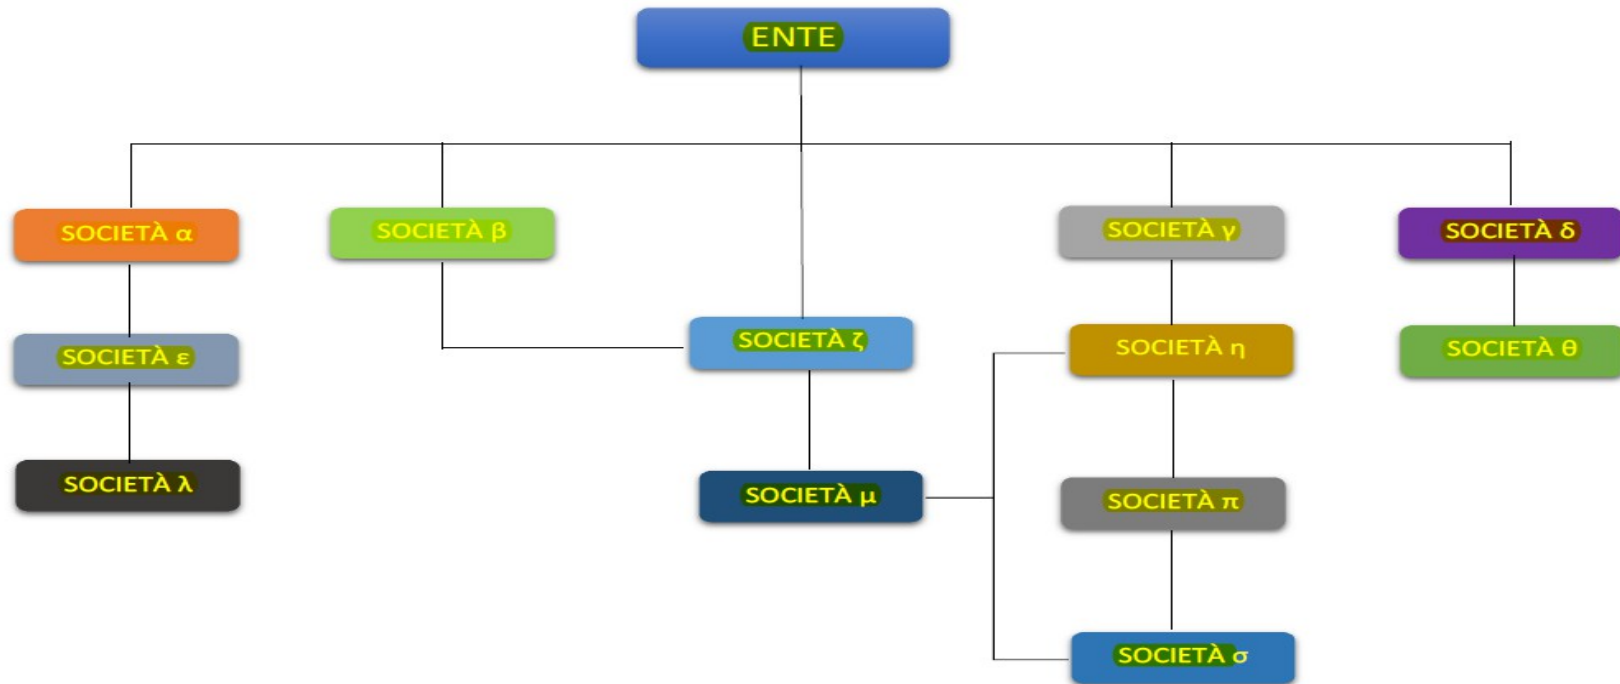 ENTE
SOCIETÀ α
SOCIETÀ β
SOCIETÀ γ
SOCIETÀ δ
SOCIETÀ ε
SOCIETÀ ζ
SOCIETÀ η
SOCIETÀ θ
SOCIETÀ λ
SOCIETÀ μ
SOCIETÀ π
SOCIETÀ σ